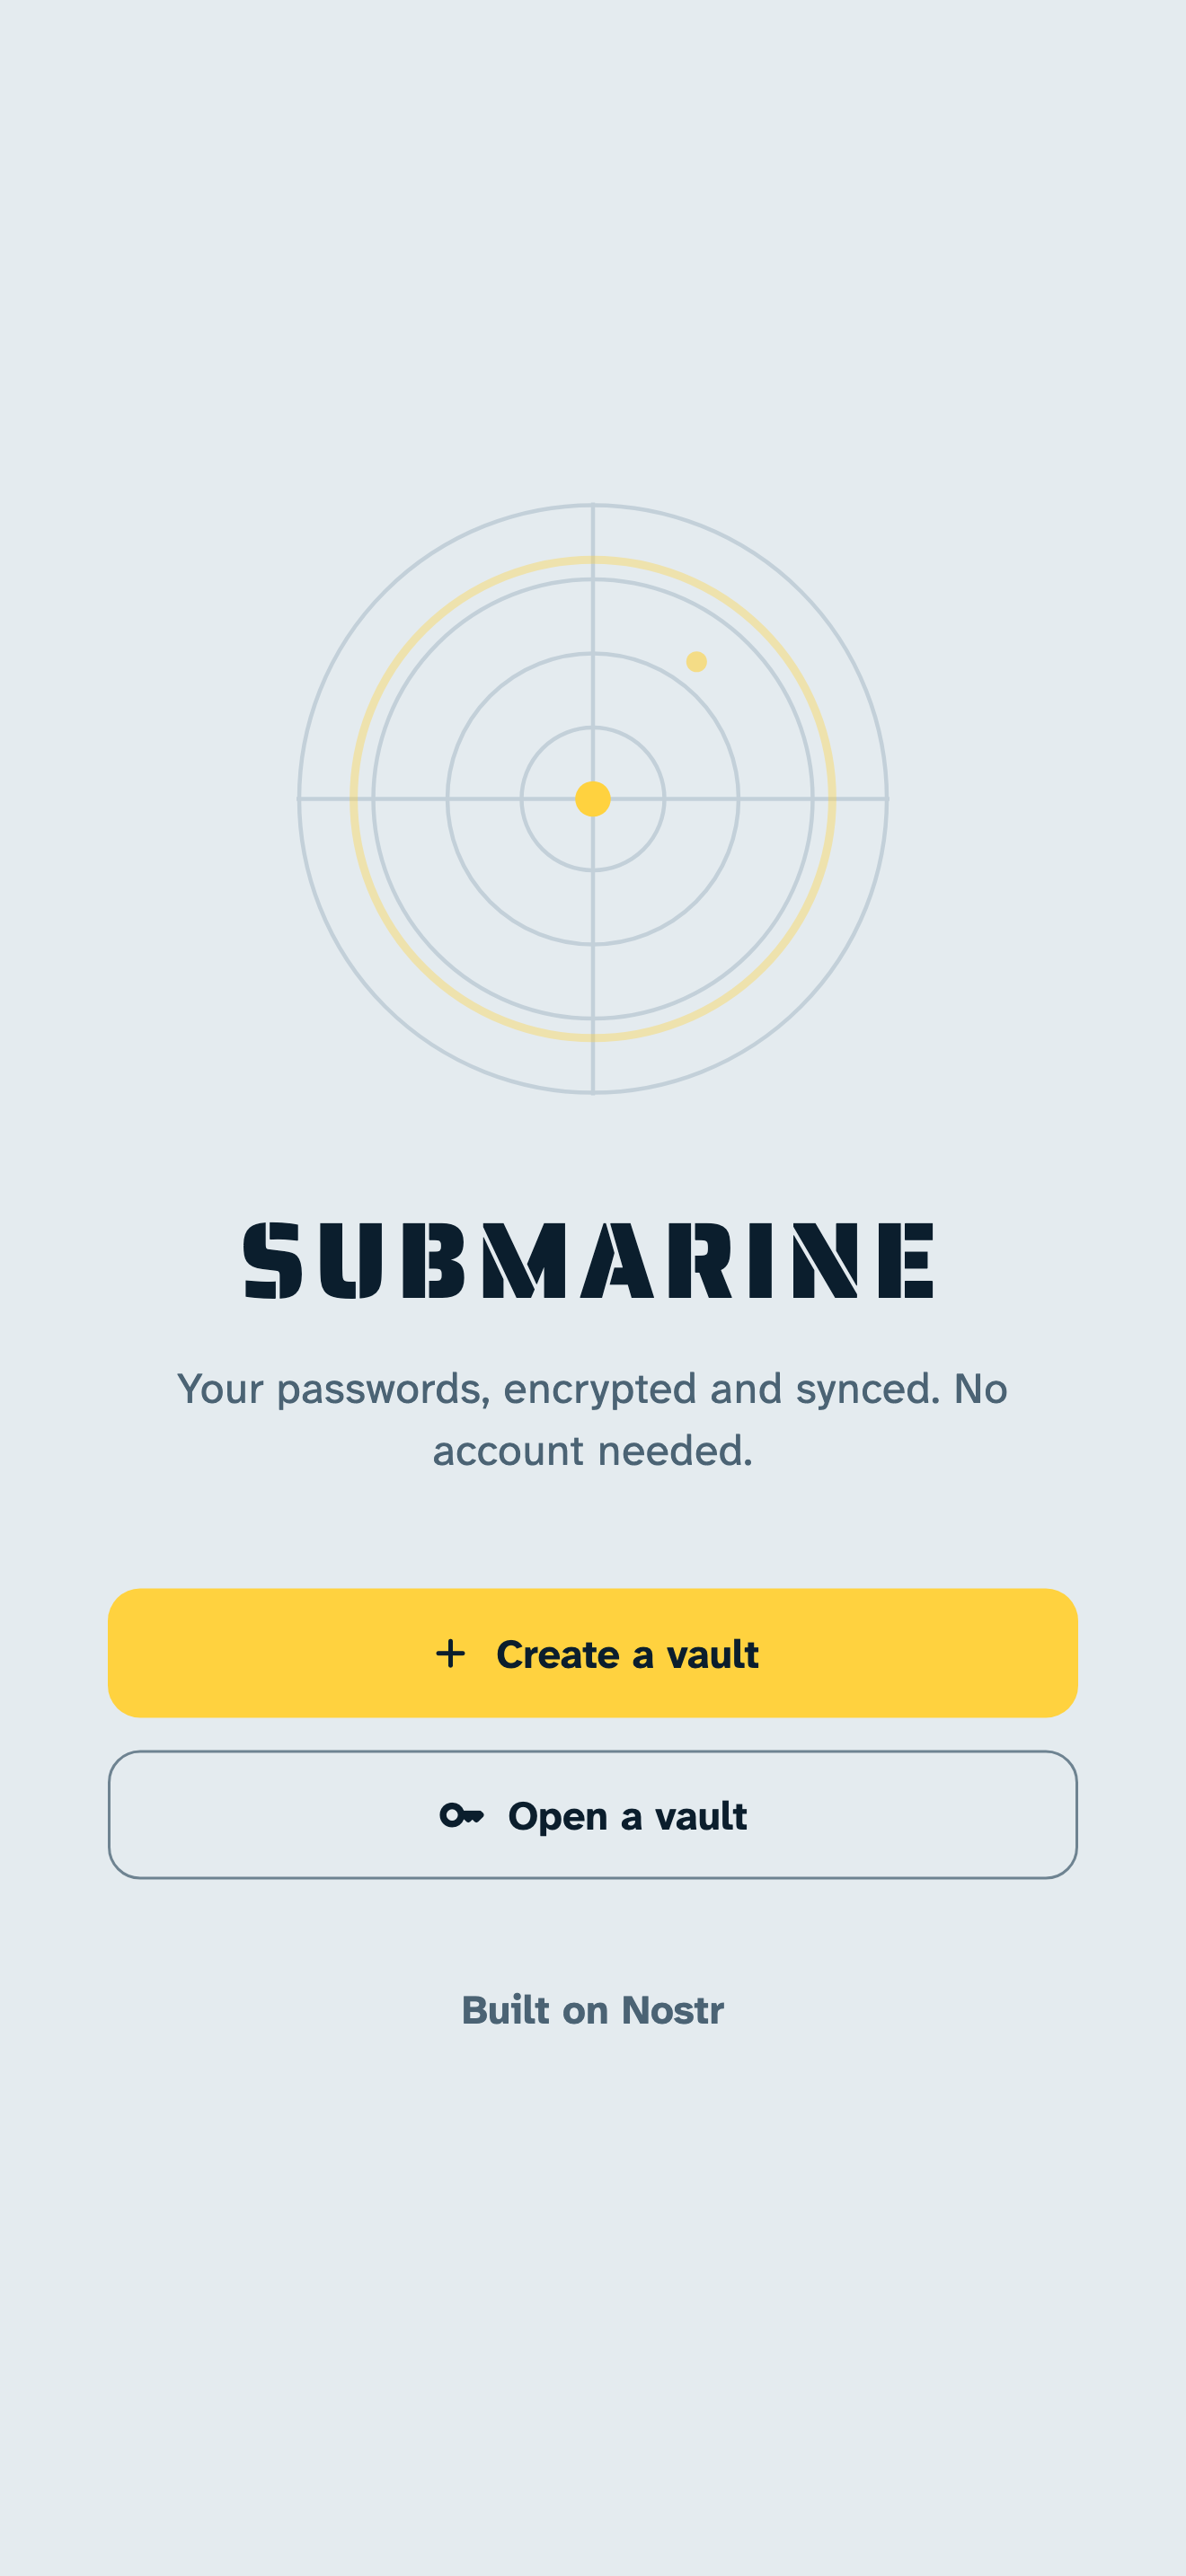 SUBMARINE
Your passwords, encrypted and synced. No
account needed.
Create a vault
Open a vault
Built on Nostr